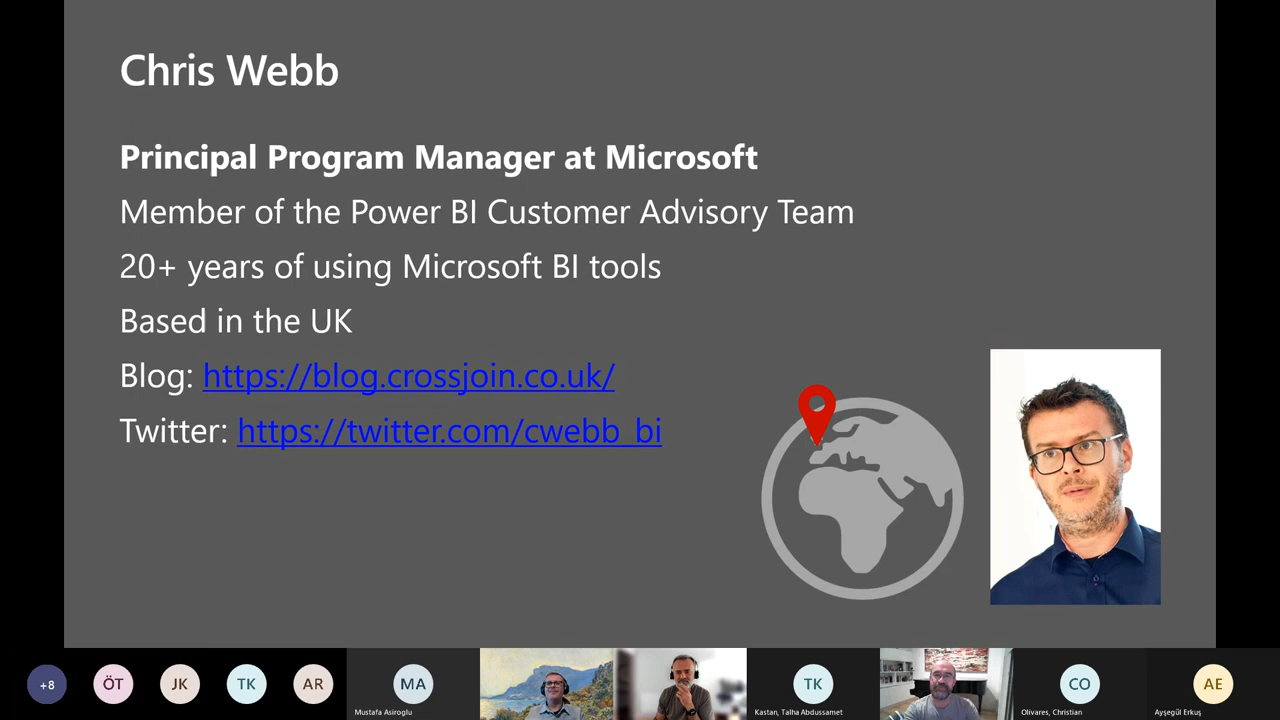 Chris Webb
Principal Program Manager at Microsoft
Member of the Power BI Customer Advisory Team
20+ years of using Microsoft BI tools
Based in the UK
Blog: https://blog.crossjoin.co.uk/
Twitter: https://twitter.com/cwebb_bi
+8
ÖT
JK
TK
AR
MA
TK
CO
AE
Mustafa Asiroglu
Kastan, Talha Abdussamet
Olivares, Christian
Ayşegül Erkuş